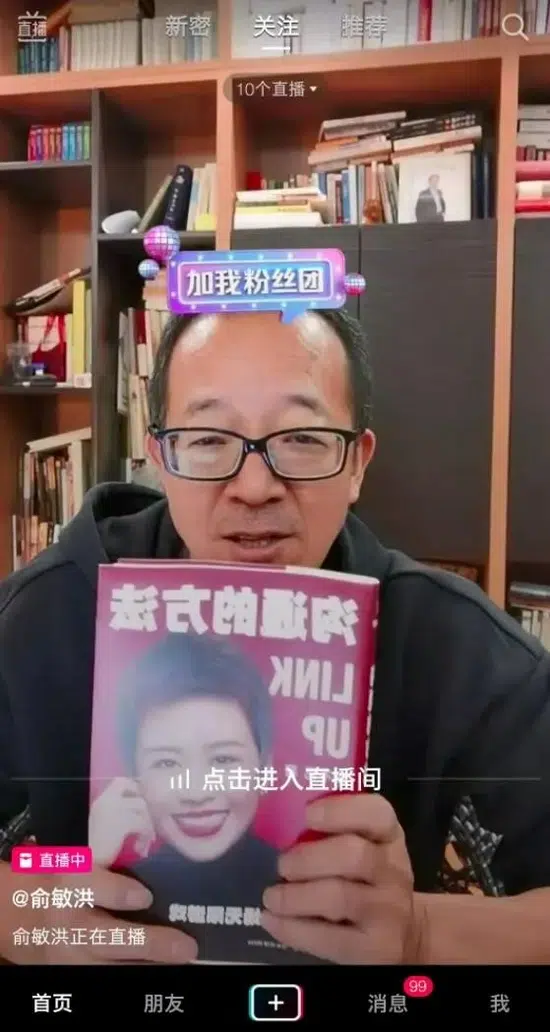 直播
新密
关注
推荐
10个直播
加我粉丝团
沟通的方法
LINK
UP
点击进入直播间
直播中
@俞敏洪
俞敏洪正在直播
首页
朋友
消息
99
我